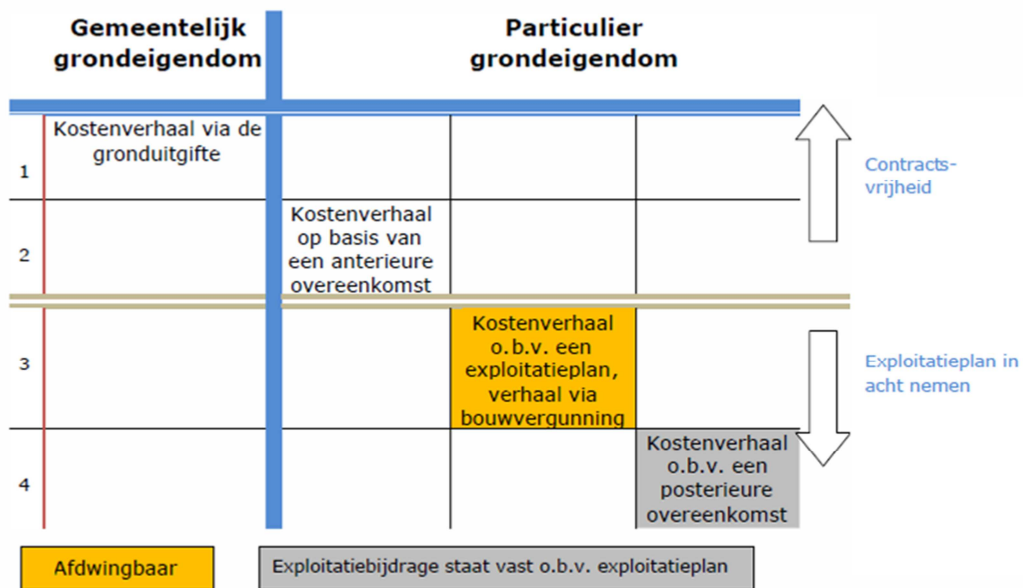 Gemeentelijk
grondeigendom
Particulier
grondeigendom
1
Kostenverhaal via de
gronduitgifte
Contracts-
vrijheid
2
Kostenverhaal
op basis van
een anterieure
overeenkomst
3
Kostenverhaal
o.b.v. een
exploitatieplan,
verhaal via
bouwvergunning
Exploitatieplan in
acht nemen
4
Kostenverhaal
o.b.v. een
posterieure
overeenkomst
Afdwingbaar
Exploitatiebijdrage staat vast o.b.v. exploitatieplan